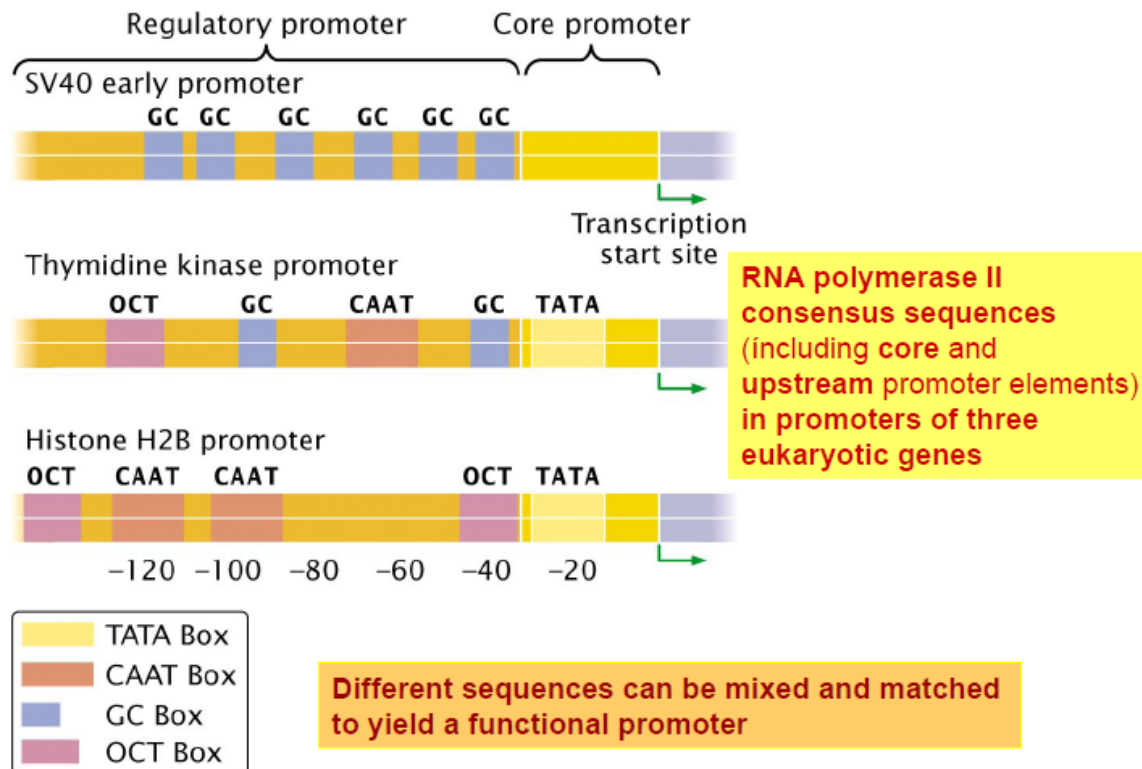 Regulatory promoter Core promoter
SV40 early promoter
GC GC GC GC GC GC
Transcription
start site
Thymidine kinase promoter
OCT GC CAAT GC TATA
RNA polymerase II
consensus sequences
(including core and
upstream promoter elements)
in promoters of three
eukaryotic genes
Histone H2B promoter
OCT CAAT CAAT OCT TATA
–120 –100 –80 –60 –40 –20
TATA Box
CAAT Box
GC Box
OCT Box
Different sequences can be mixed and matched
to yield a functional promoter